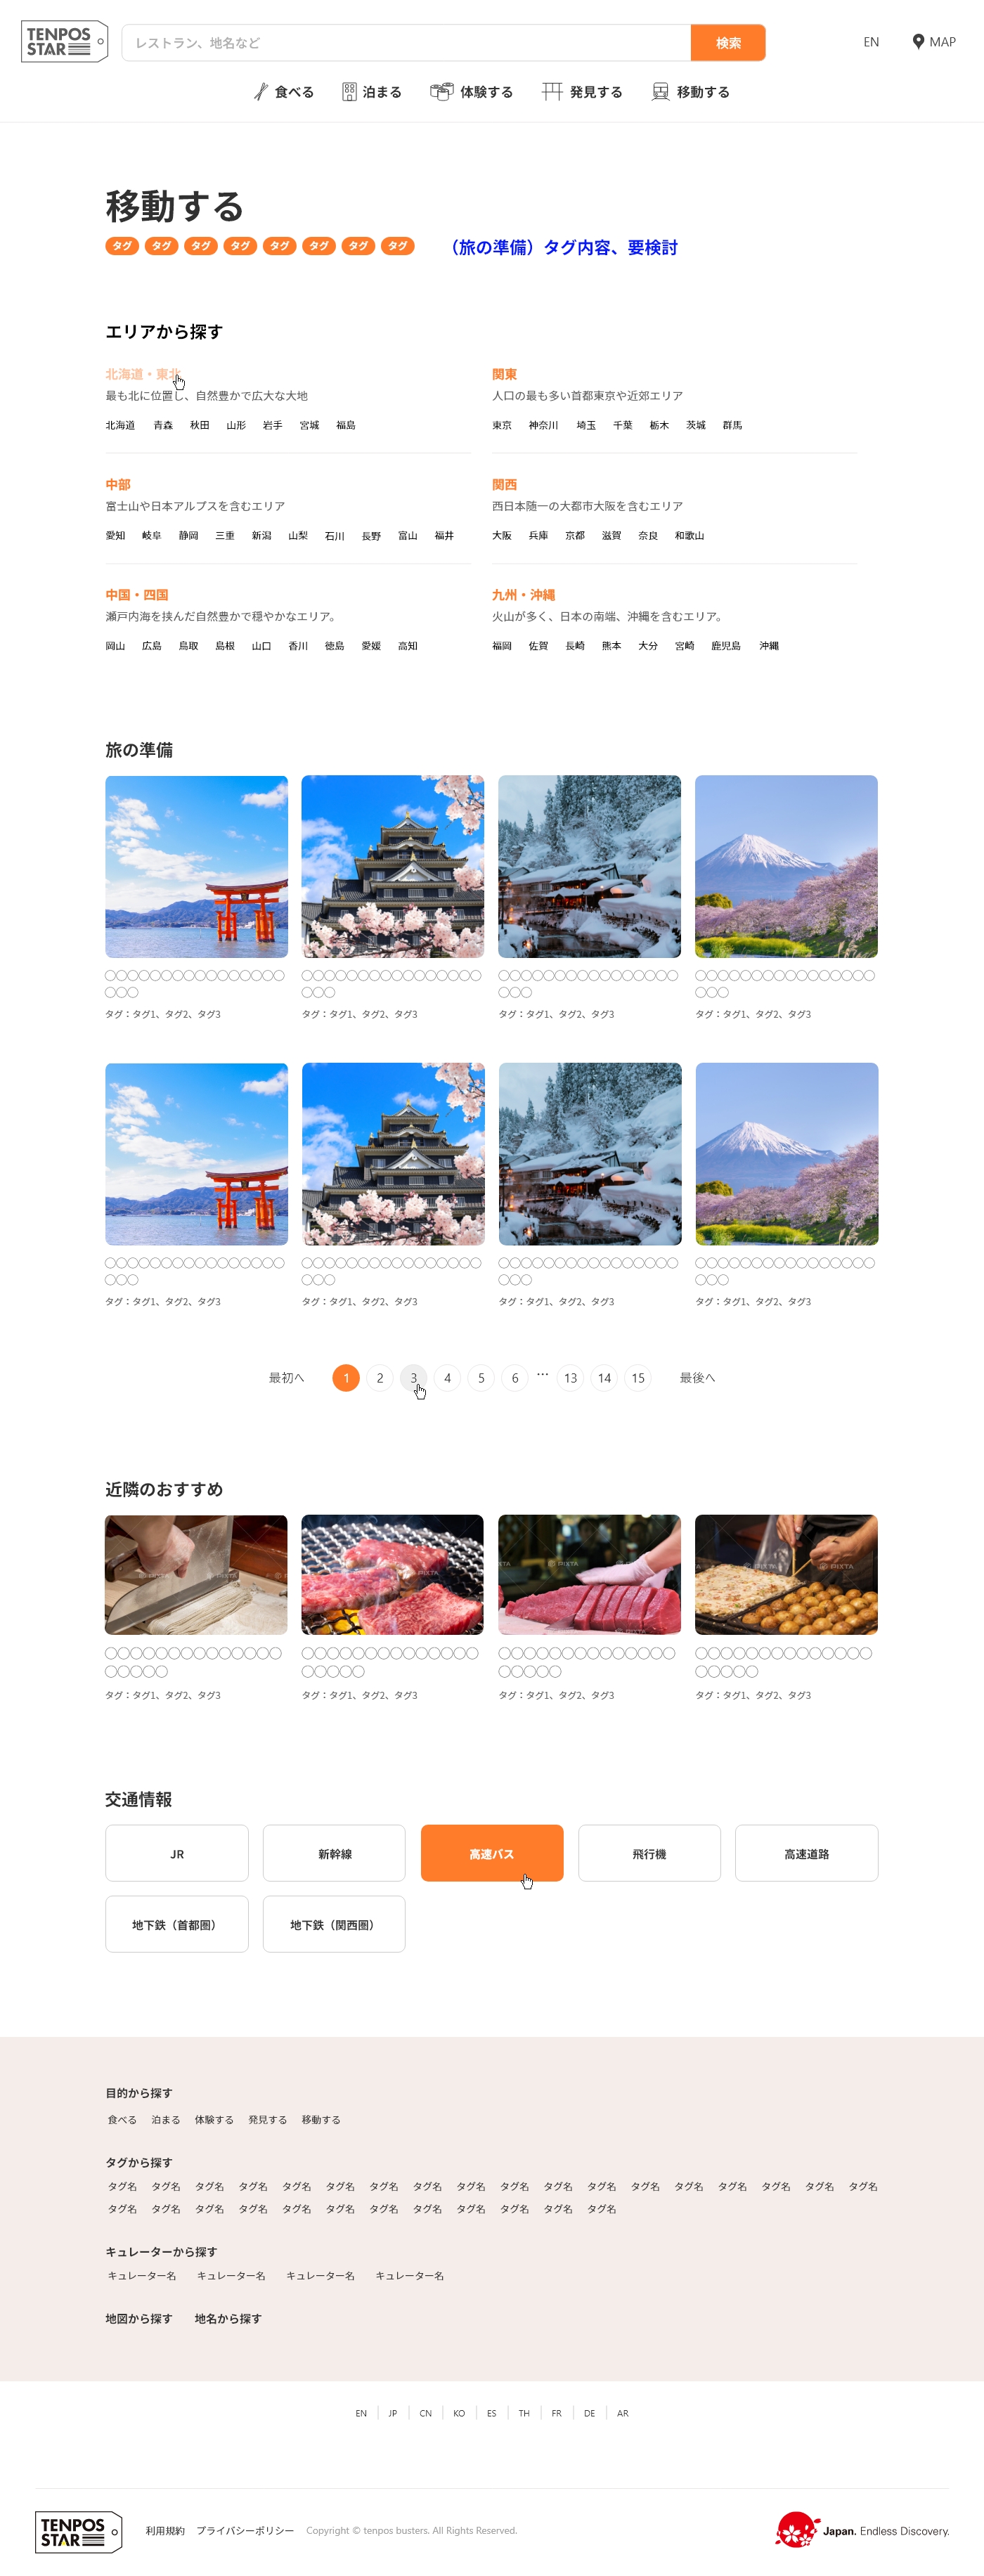 TENPOS
STAR
レストラン、地名など
検索
EN
MAP
食べる 泊まる 体験する 発見する 移動する
移動する
タグ タグ タグ タグ タグ タグ タグ タグ
（旅の準備）タグ内容、要検討
エリアから探す
北海道・東北
最も北に位置し、自然豊かで広大な大地
北海道 青森 秋田 山形 岩手 宮城 福島
関東
人口の最も多い首都東京や近郊エリア
東京 神奈川 埼玉 千葉 栃木 茨城 群馬
中部
富士山や日本アルプスを含むエリア
愛知 岐阜 静岡 三重 新潟 山梨 石川 長野 富山 福井
関西
西日本随一の大都市大阪を含むエリア
大阪 兵庫 京都 滋賀 奈良 和歌山
中国・四国
瀬戸内海を挟んだ自然豊かで穏やかなエリア。
岡山 広島 鳥取 島根 山口 香川 徳島 愛媛 高知
九州・沖縄
火山が多く、日本の南端、沖縄を含むエリア。
福岡 佐賀 長崎 熊本 大分 宮崎 鹿児島 沖縄
旅の準備
◯◯◯◯◯◯◯◯◯◯◯◯◯◯◯◯
◯◯◯
タグ：タグ1、タグ2、タグ3
◯◯◯◯◯◯◯◯◯◯◯◯◯◯◯◯
◯◯◯
タグ：タグ1、タグ2、タグ3
◯◯◯◯◯◯◯◯◯◯◯◯◯◯◯◯
◯◯◯
タグ：タグ1、タグ2、タグ3
◯◯◯◯◯◯◯◯◯◯◯◯◯◯◯◯
◯◯◯
タグ：タグ1、タグ2、タグ3
◯◯◯◯◯◯◯◯◯◯◯◯◯◯◯◯
◯◯◯
タグ：タグ1、タグ2、タグ3
◯◯◯◯◯◯◯◯◯◯◯◯◯◯◯◯
◯◯◯
タグ：タグ1、タグ2、タグ3
◯◯◯◯◯◯◯◯◯◯◯◯◯◯◯◯
◯◯◯
タグ：タグ1、タグ2、タグ3
◯◯◯◯◯◯◯◯◯◯◯◯◯◯◯◯
◯◯◯
タグ：タグ1、タグ2、タグ3
最初へ 1 2 3 4 5 6 … 13 14 15 最後へ
近隣のおすすめ
PIXTA
◯◯◯◯◯◯◯◯◯◯◯◯◯◯
◯◯◯◯◯
タグ：タグ1、タグ2、タグ3
PIXTA
◯◯◯◯◯◯◯◯◯◯◯◯◯◯
◯◯◯◯◯
タグ：タグ1、タグ2、タグ3
PIXTA
◯◯◯◯◯◯◯◯◯◯◯◯◯◯
◯◯◯◯◯
タグ：タグ1、タグ2、タグ3
PIXTA
◯◯◯◯◯◯◯◯◯◯◯◯◯◯
◯◯◯◯◯
タグ：タグ1、タグ2、タグ3
交通情報
JR 新幹線 高速バス 飛行機 高速道路
地下鉄（首都圏） 地下鉄（関西圏）
目的から探す
食べる 泊まる 体験する 発見する 移動する
タグから探す
タグ名 タグ名 タグ名 タグ名 タグ名 タグ名 タグ名 タグ名 タグ名 タグ名 タグ名 タグ名 タグ名 タグ名 タグ名 タグ名 タグ名 タグ名
タグ名 タグ名 タグ名 タグ名 タグ名 タグ名 タグ名 タグ名 タグ名 タグ名 タグ名 タグ名
キュレーターから探す
キュレーター名 キュレーター名 キュレーター名 キュレーター名
地図から探す 地名から探す
EN JP CN KO ES TH FR DE AR
TENPOS
STAR
利用規約 プライバシーポリシー Copyright © tenpos busters. All Rights Reserved.
Japan. Endless Discovery.